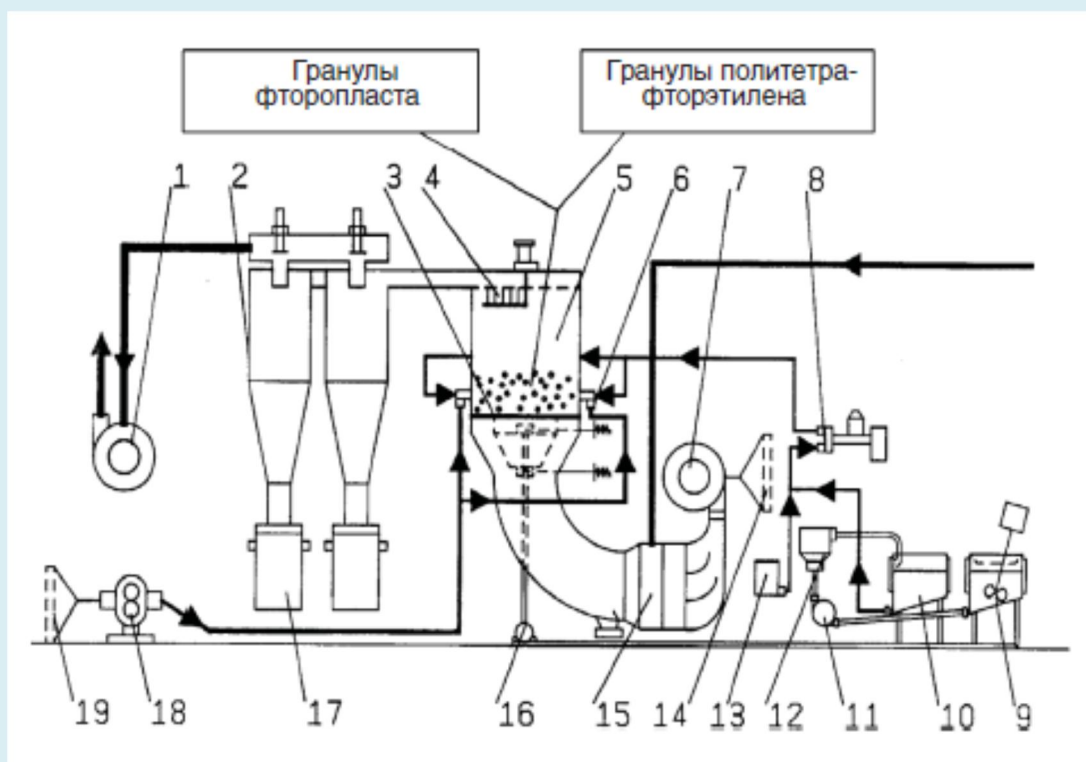 Гранулы
фторопласта
Гранулы политетра-
фторэтилена
1 2 3 4 5 6 7 8
19 18 17 16 15 14 13 12 11 10 9